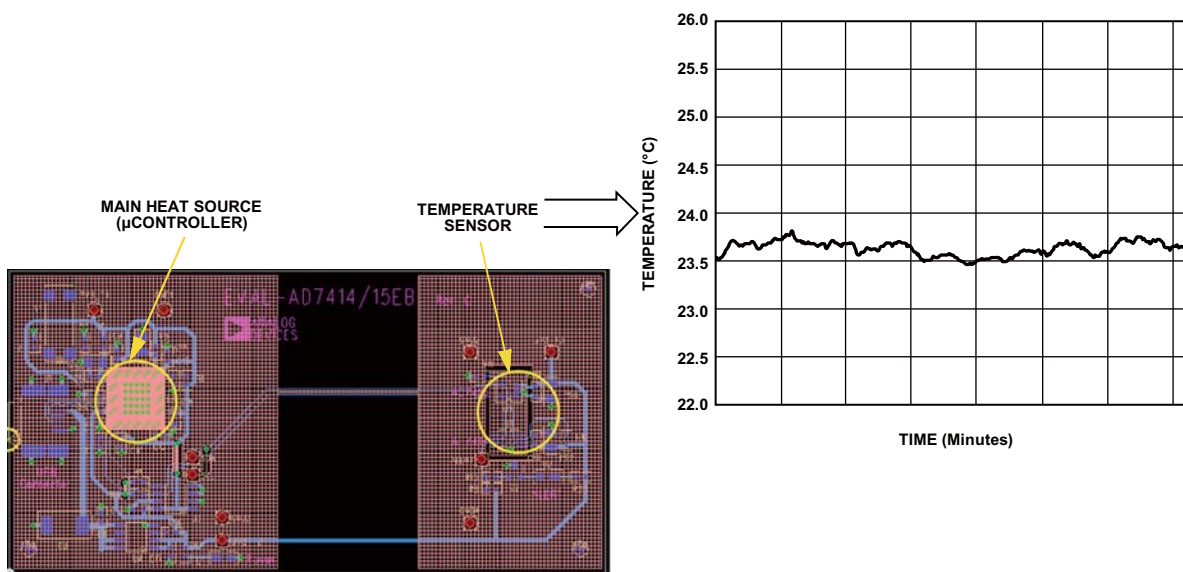 MAIN HEAT SOURCE
(µCONTROLLER)
TEMPERATURE
SENSOR
EVAL-AD7414/15EB
Rev C
ANALOG
DEVICES
TEMPERATURE (°C)
26.0
25.5
25.0
24.5
24.0
23.5
23.0
22.5
22.0
TIME (Minutes)